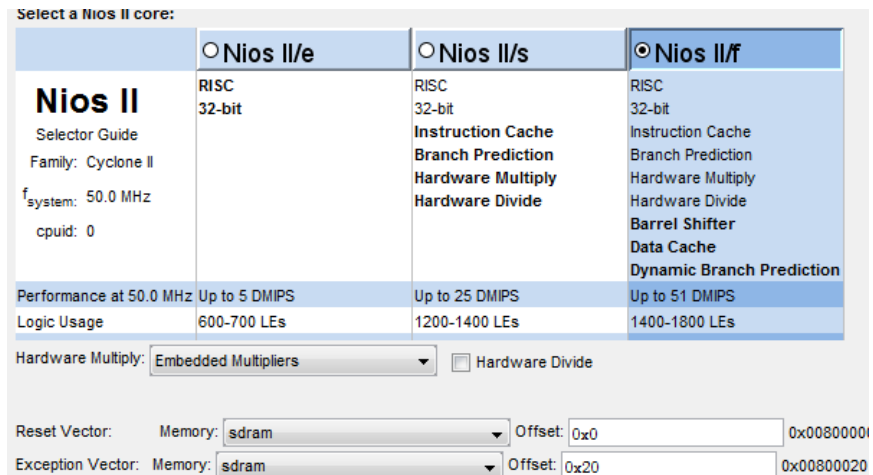 Select a Nios II core:
Nios II/e Nios II/s Nios II/f
Nios II
Selector Guide
Family: Cyclone II
fsystem: 50.0 MHz
cpuid: 0
RISC
32-bit
RISC
32-bit
Instruction Cache
Branch Prediction
Hardware Multiply
Hardware Divide
RISC
32-bit
Instruction Cache
Branch Prediction
Hardware Multiply
Hardware Divide
Barrel Shifter
Data Cache
Dynamic Branch Prediction
Performance at 50.0 MHz Up to 5 DMIPS Up to 25 DMIPS Up to 51 DMIPS
Logic Usage 600-700 LEs 1200-1400 LEs 1400-1800 LEs
Hardware Multiply: Embedded Multipliers Hardware Divide
Reset Vector: Memory: sdram Offset: 0x0 0x00800000
Exception Vector: Memory: sdram Offset: 0x20 0x00800020